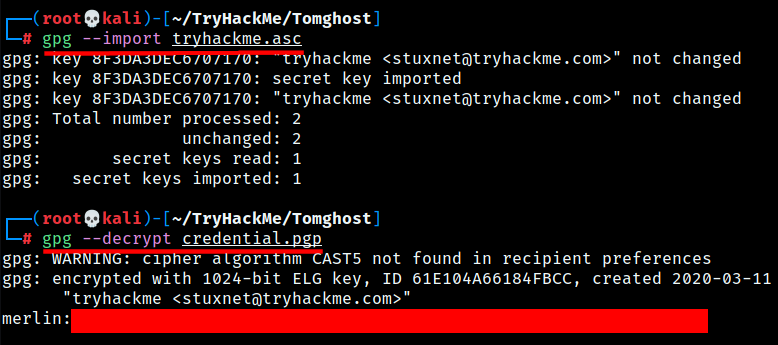 ┌──(root💀kali)-[~/TryHackMe/Tomghost]
└─# gpg --import tryhackme.asc
gpg: key 8F3DA3DEC6707170: "tryhackme <stuxnet@tryhackme.com>" not changed
gpg: key 8F3DA3DEC6707170: secret key imported
gpg: key 8F3DA3DEC6707170: "tryhackme <stuxnet@tryhackme.com>" not changed
gpg: Total number processed: 2
gpg:              unchanged: 2
gpg:       secret keys read: 1
gpg:   secret keys imported: 1
┌──(root💀kali)-[~/TryHackMe/Tomghost]
└─# gpg --decrypt credential.pgp
gpg: WARNING: cipher algorithm CAST5 not found in recipient preferences
gpg: encrypted with 1024-bit ELG key, ID 61E104A66184FBCC, created 2020-03-11
      "tryhackme <stuxnet@tryhackme.com>"
merlin: